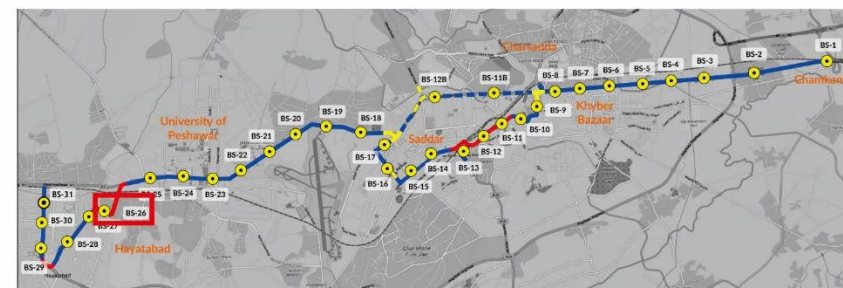 Charsadda
BS-1
BS-2
BS-3
BS-4
BS-5
BS-6
BS-7
BS-8
BS-11B
BS-12B
Chamkani
Khyber
Bazaar
BS-9
BS-10
BS-11
BS-12
BS-13
BS-14
BS-15
BS-16
BS-17
Saddar
BS-18
BS-19
BS-20
BS-21
BS-22
University of
Peshawar
BS-23
BS-24
BS-25
BS-26
BS-27
BS-28
Hayatabad
BS-29
BS-30
BS-31
Hayatabad